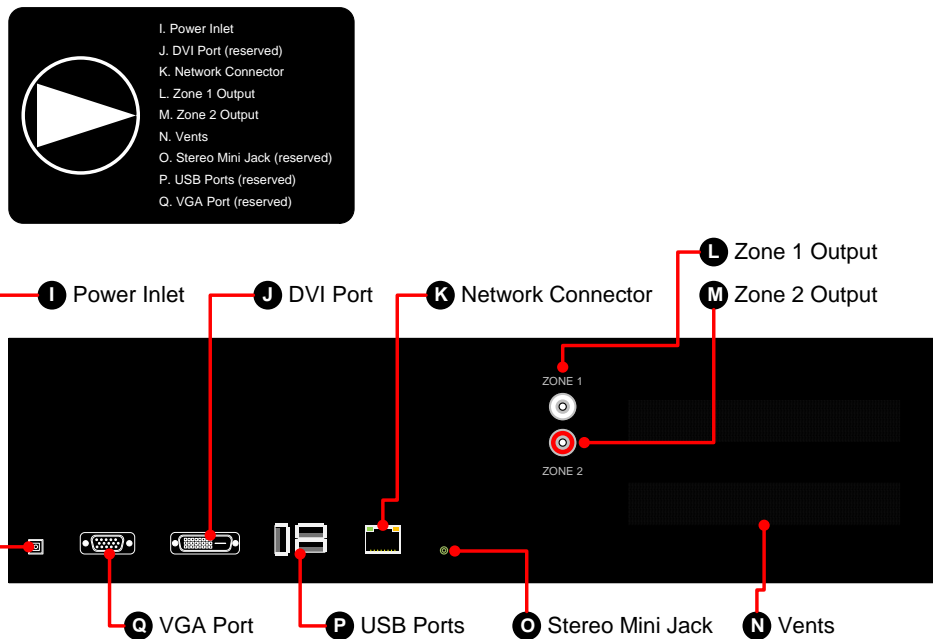 I. Power Inlet
J. DVI Port (reserved)
K. Network Connector
L. Zone 1 Output
M. Zone 2 Output
N. Vents
O. Stereo Mini Jack (reserved)
P. USB Ports (reserved)
Q. VGA Port (reserved)
L Zone 1 Output
I Power Inlet
J DVI Port
K Network Connector
M Zone 2 Output
ZONE 1
ZONE 2
Q VGA Port
P USB Ports
O Stereo Mini Jack
N Vents